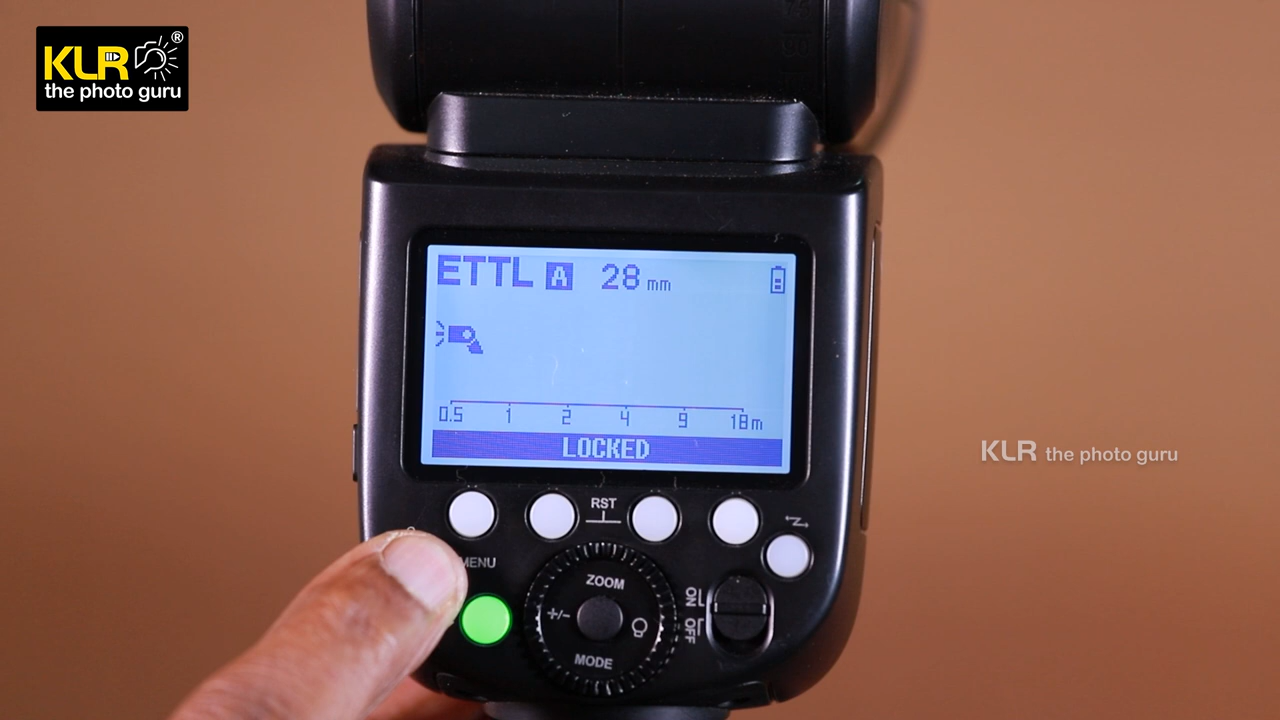 KLR ®
the photo guru
ETTL A 28 mm
0.5 1 2 4 9 18m
LOCKED
RST
MENU
ZOOM
+/-
ON
OFF
MODE
KLR the photo guru